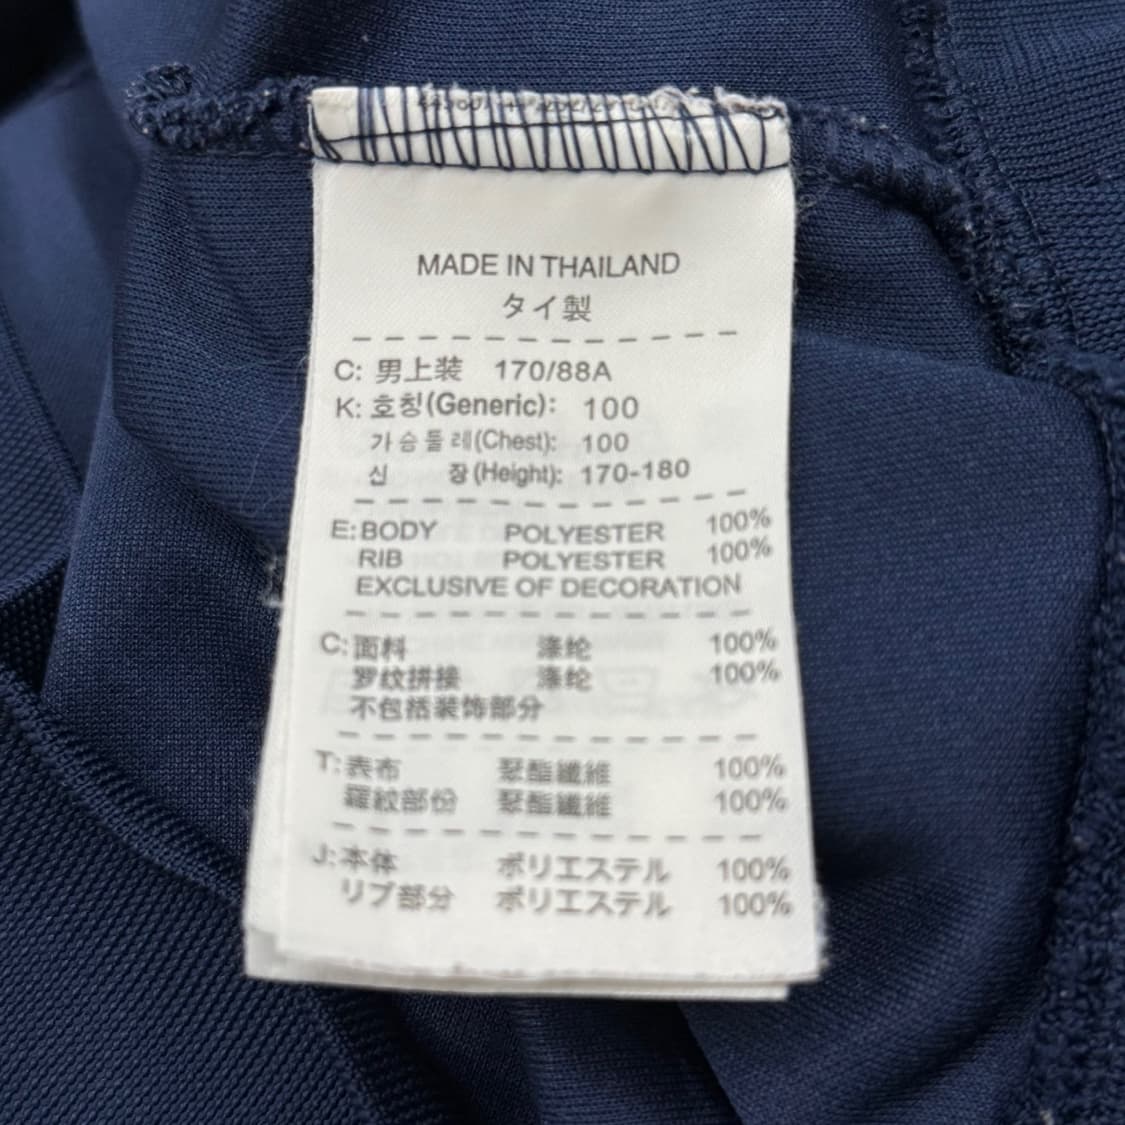 MADE IN THAILAND
タイ製
C: 男上装 170/88A
K: 호칭(Generic): 100
가슴둘레(Chest): 100
신 장(Height): 170-180
E: BODY POLYESTER 100%
RIB POLYESTER 100%
EXCLUSIVE OF DECORATION
C: 面料 涤纶 100%
罗纹拼接 涤纶 100%
不包括装饰部分
T: 表布 聚酯纖維 100%
羅紋部份 聚酯纖維 100%
J: 本体 ポリエステル 100%
リブ部分 ポリエステル 100%